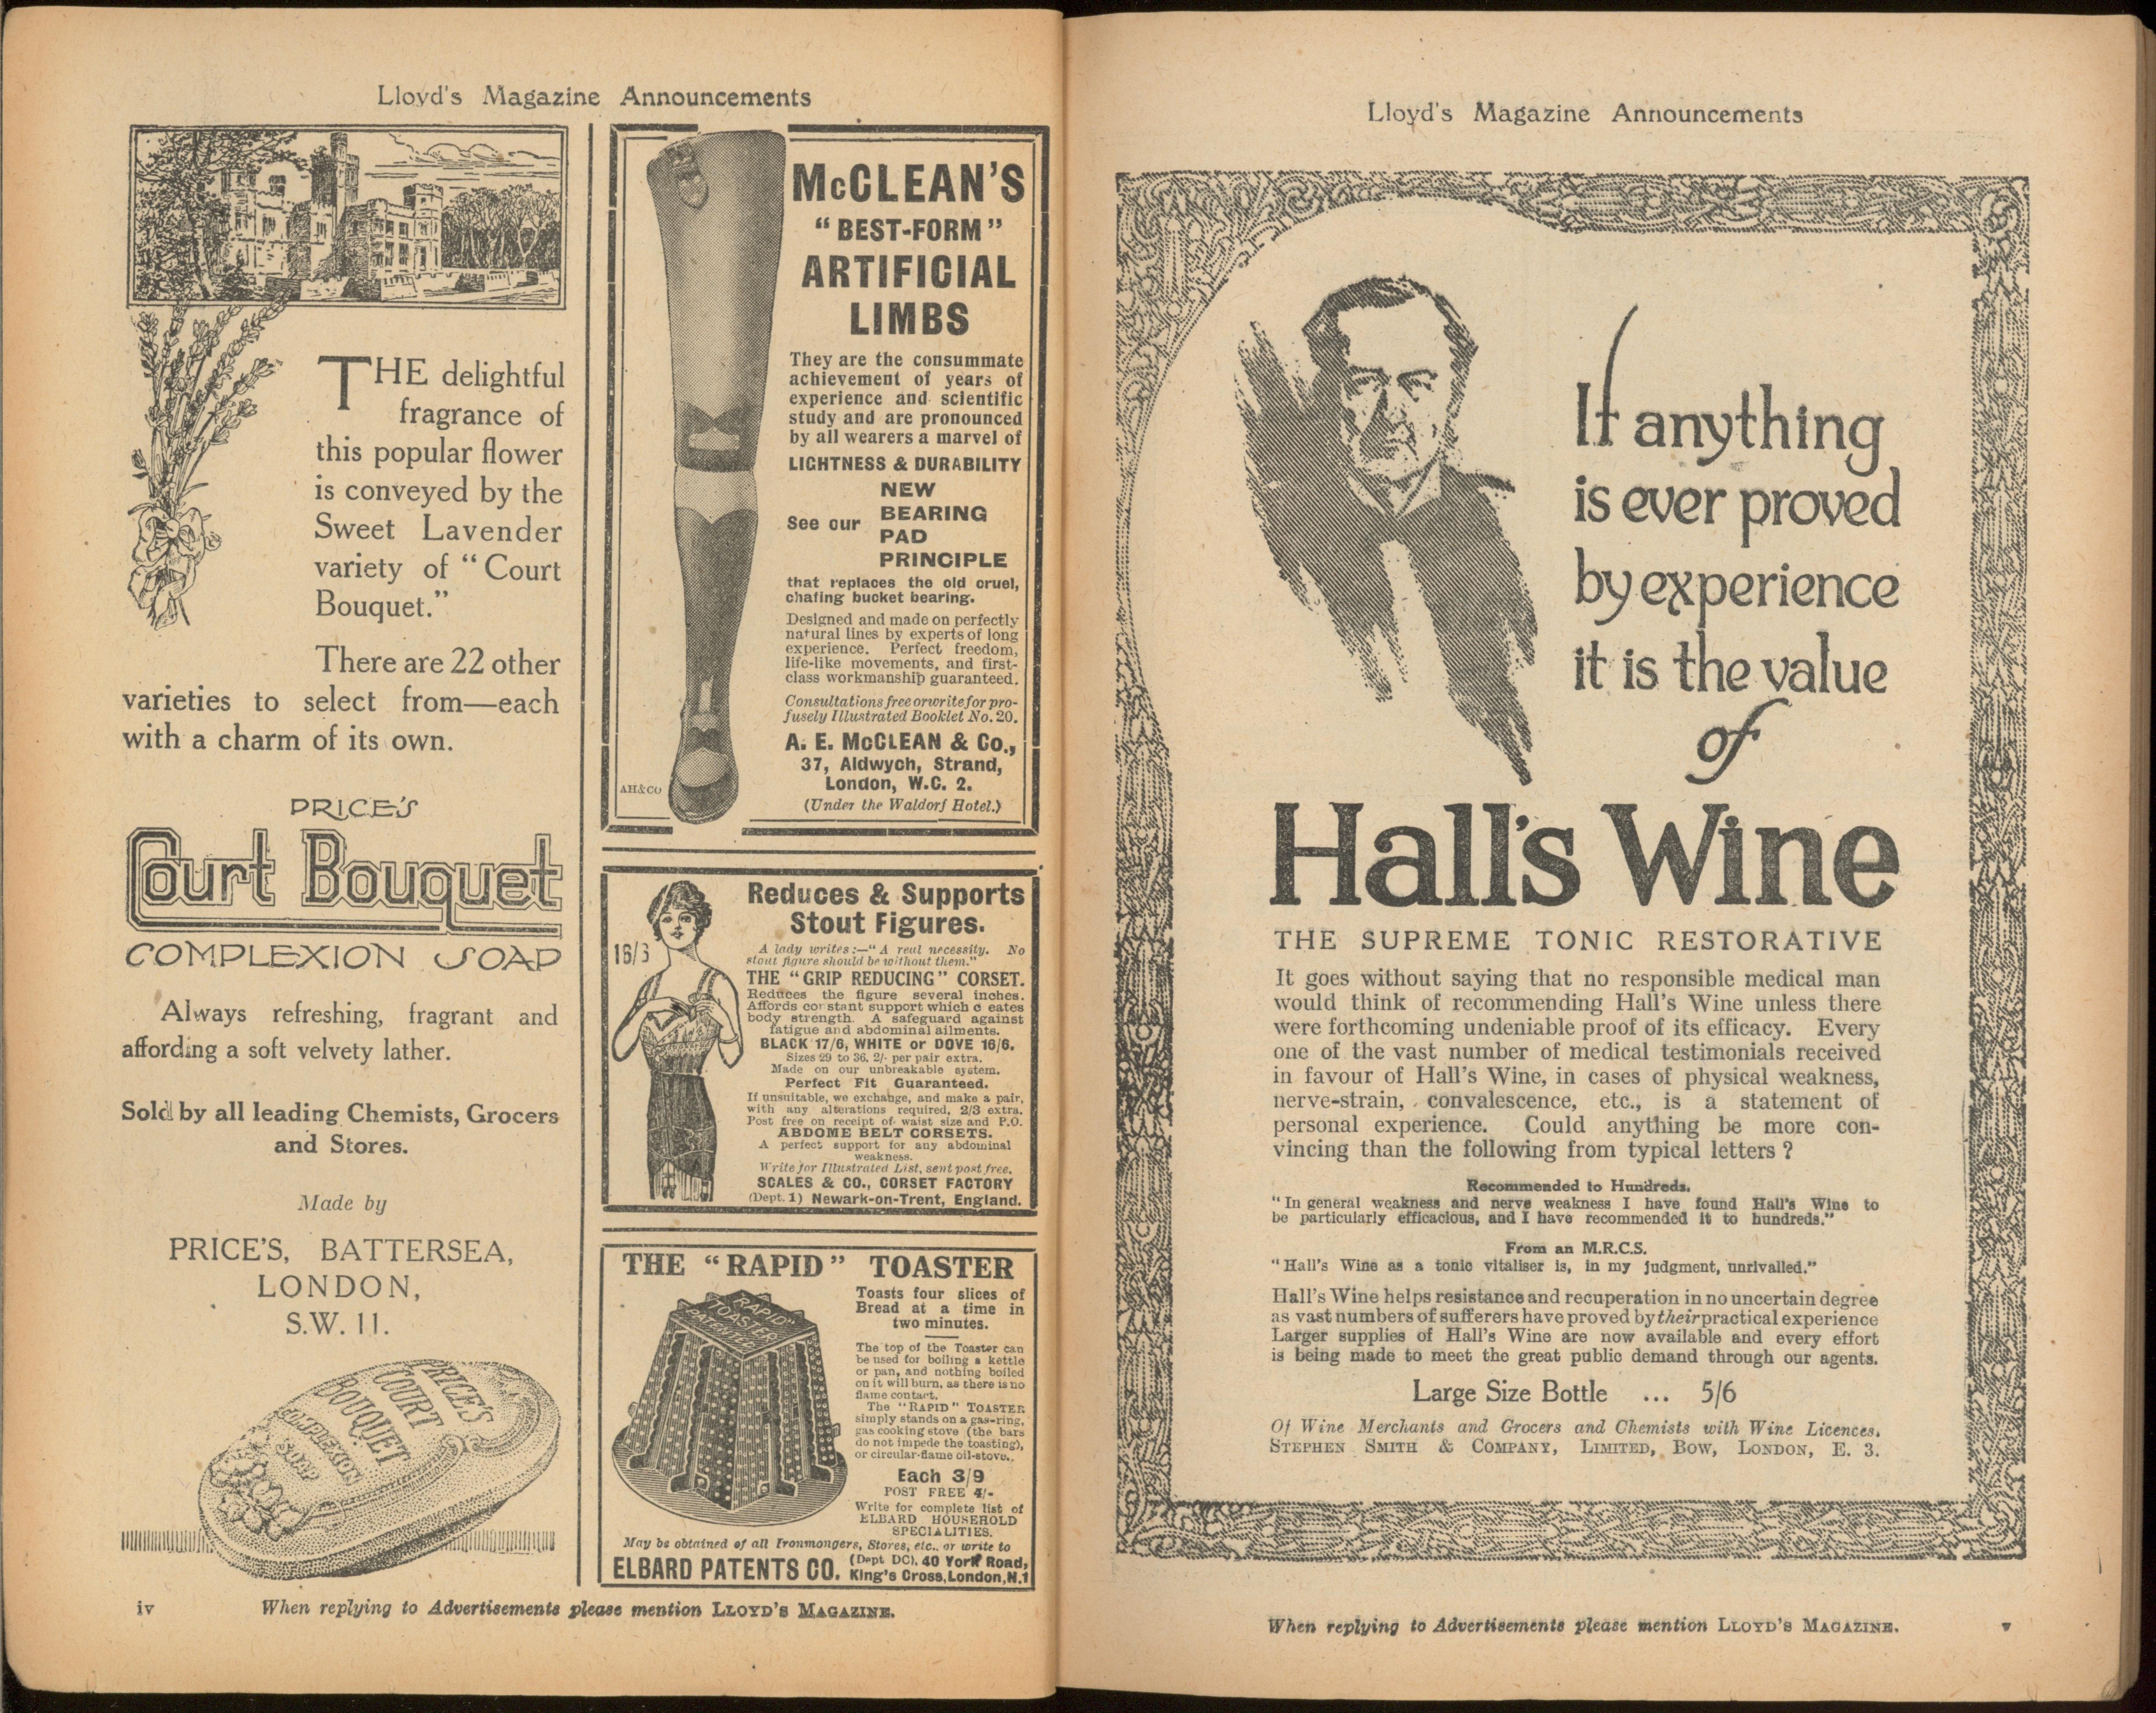 Lloyd's Magazine Announcements
THE delightful
fragrance of
this popular flower
is conveyed by the
Sweet Lavender
variety of "Court
Bouquet."
There are 22 other
varieties to select from—each
with a charm of its own.
PRICE'S
Court Bouquet
COMPLEXION SOAP
Always refreshing, fragrant and
affording a soft velvety lather.
Sold by all leading Chemists, Grocers
and Stores.
Made by
PRICE'S, BATTERSEA,
LONDON,
S.W. 11.
PRICE'S
COURT
BOUQUET
COMPLEXION
SOAP
McCLEAN'S
"BEST-FORM"
ARTIFICIAL
LIMBS
They are the consummate
achievement of years of
experience and scientific
study and are pronounced
by all wearers a marvel of
LIGHTNESS & DURABILITY
See our NEW
BEARING
PAD
PRINCIPLE
that replaces the old cruel,
chafing bucket bearing.
Designed and made on perfectly
natural lines by experts of long
experience. Perfect freedom,
life-like movements, and first-
class workmanship guaranteed.
Consultations free or write for pro-
fusely Illustrated Booklet No. 20.
A. E. McCLEAN & Co.,
37, Aldwych, Strand,
London, W.C. 2.
(Under the Waldorf Hotel.)
AH&CO
Reduces & Supports
Stout Figures.
16/6
A lady writes:—"A real necessity. No
stout figure should be without them."
THE "GRIP REDUCING" CORSET.
Reduces the figure several inches.
Affords constant support which creates
body strength. A safeguard against
fatigue and abdominal ailments.
BLACK 17/6, WHITE or DOVE 16/6.
Sizes 29 to 36, 2/- per pair extra.
Made on our unbreakable system.
Perfect Fit Guaranteed.
If unsuitable, we exchange, and make a pair,
with any alterations required, 2/3 extra.
Post free on receipt of waist size and P.O.
ABDOME BELT CORSETS.
A perfect support for any abdominal
weakness.
Write for Illustrated List, sent post free.
SCALES & CO., CORSET FACTORY
(Dept. 1) Newark-on-Trent, England.
THE "RAPID" TOASTER
"RAPID"
TOASTER
PATENTED
Toasts four slices of
Bread at a time in
two minutes.
The top of the Toaster can
be used for boiling a kettle
or pan, and nothing boiled
on it will burn, as there is no
flame contact.
The "RAPID" TOASTER
simply stands on a gas-ring,
gas cooking stove (the bars
do not impede the toasting),
or circular-flame oil-stove.
Each 3/9
POST FREE 4/-
Write for complete list of
ELBARD HOUSEHOLD
SPECIALITIES.
May be obtained of all Ironmongers, Stores, etc., or write to
ELBARD PATENTS CO. (Dept DC), 40 York Road,
King's Cross, London, N.1
iv When replying to Advertisements please mention LLOYD'S MAGAZINE.
Lloyd's Magazine Announcements
If anything
is ever proved
by experience
it is the value
of
Hall's Wine
THE SUPREME TONIC RESTORATIVE
It goes without saying that no responsible medical man
would think of recommending Hall's Wine unless there
were forthcoming undeniable proof of its efficacy. Every
one of the vast number of medical testimonials received
in favour of Hall's Wine, in cases of physical weakness,
nerve-strain, convalescence, etc., is a statement of
personal experience. Could anything be more con-
vincing than the following from typical letters?
Recommended to Hundreds.
"In general weakness and nerve weakness I have found Hall's Wine to
be particularly efficacious, and I have recommended it to hundreds."
From an M.R.C.S.
"Hall's Wine as a tonic vitaliser is, in my judgment, unrivalled."
Hall's Wine helps resistance and recuperation in no uncertain degree
as vast numbers of sufferers have proved by their practical experience
Larger supplies of Hall's Wine are now available and every effort
is being made to meet the great public demand through our agents.
Large Size Bottle ... 5/6
Of Wine Merchants and Grocers and Chemists with Wine Licences.
STEPHEN SMITH & COMPANY, LIMITED, BOW, LONDON, E. 3.
When replying to Advertisements please mention LLOYD'S MAGAZINE. v